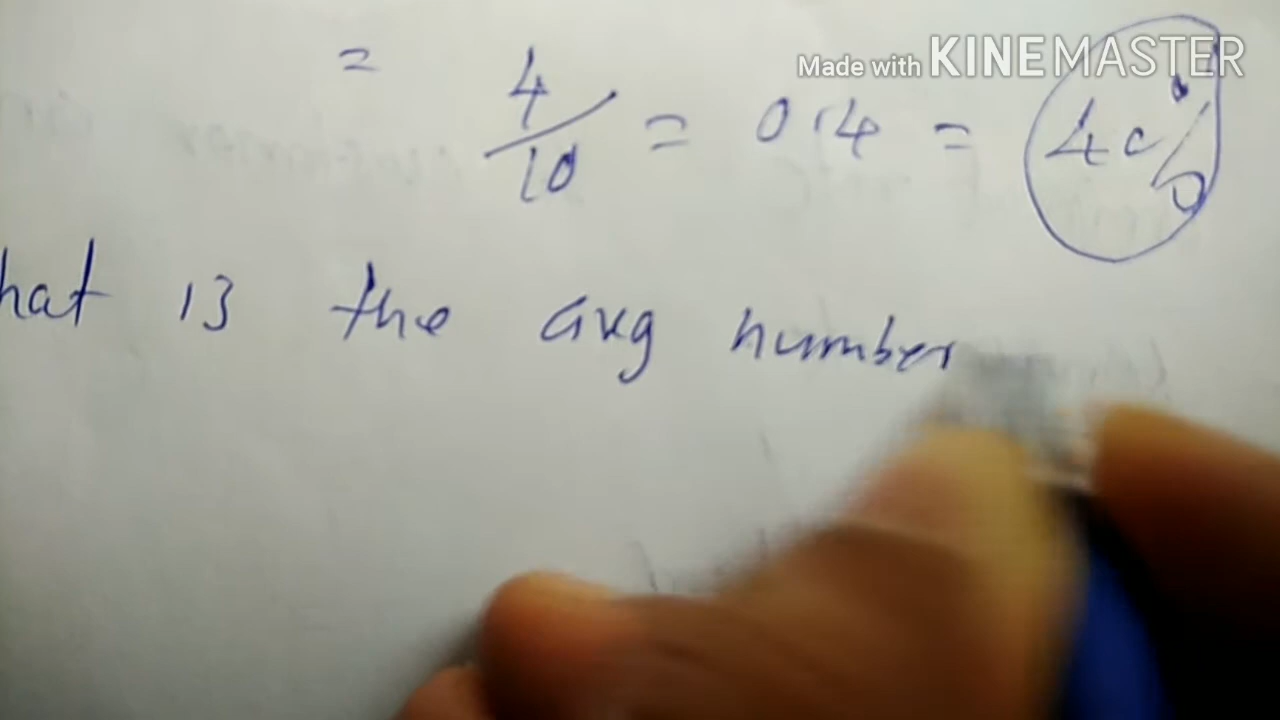 Made with KINEMASTER
= 4/10 = 0.4 = 40%
hat is the avg number